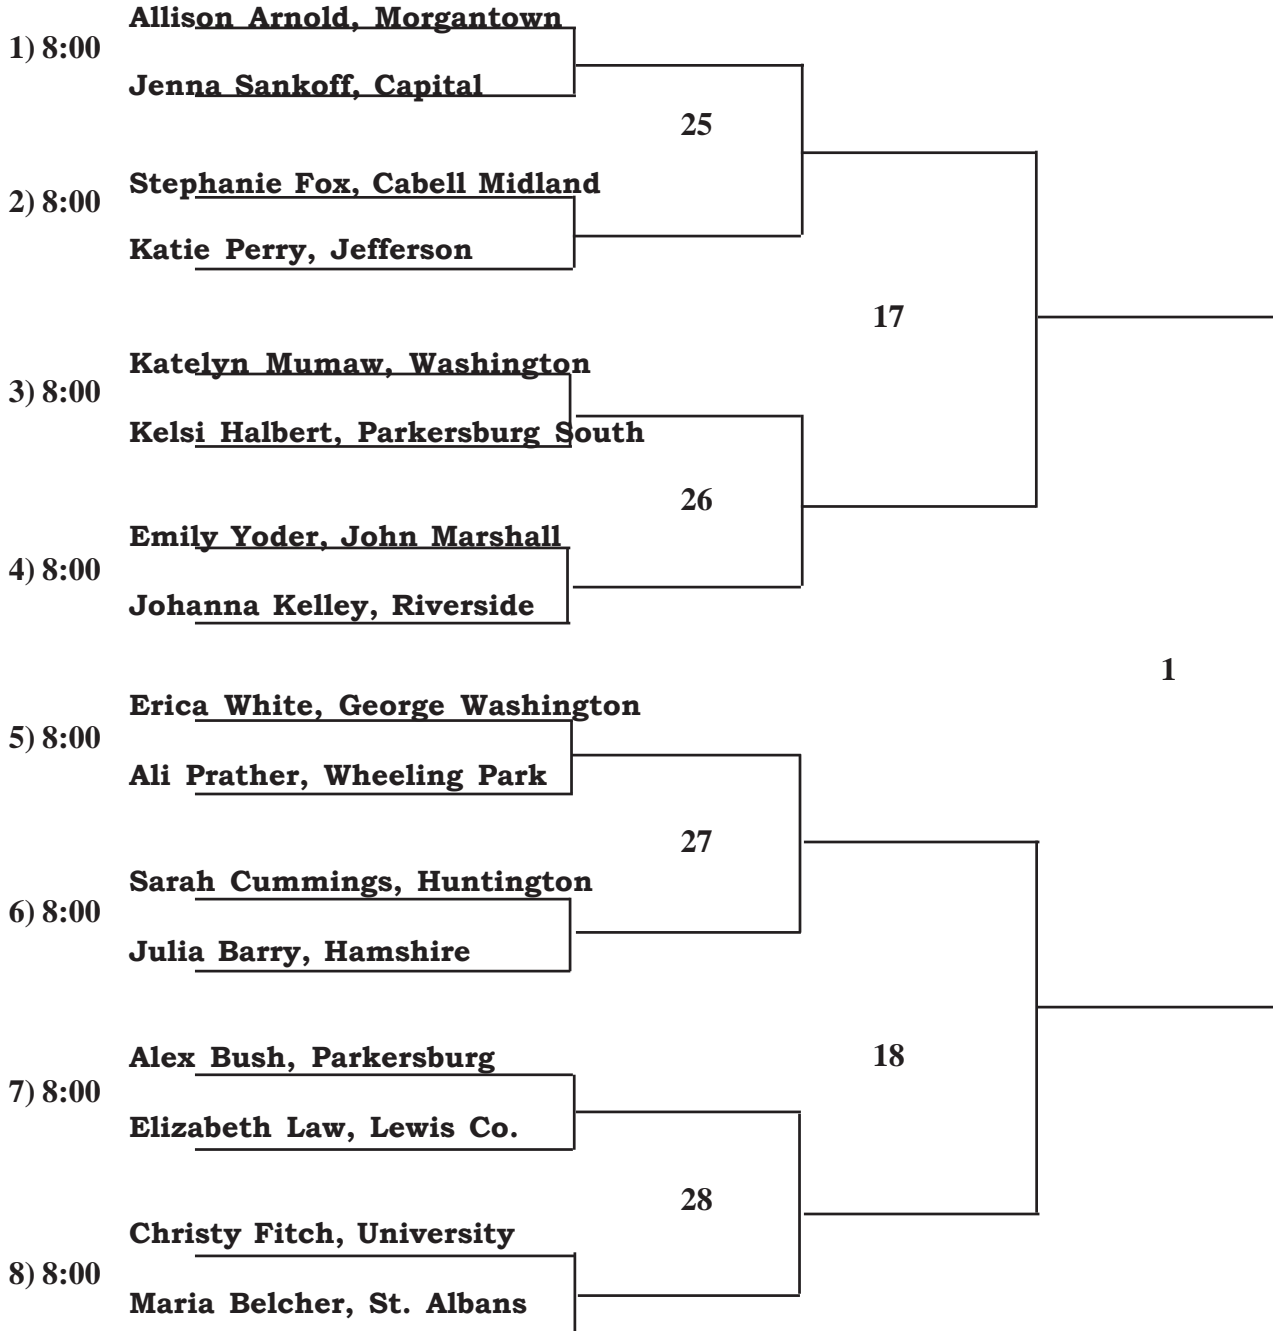 Allison Arnold, Morgantown
1) 8:00
Jenna Sankoff, Capital
25
Stephanie Fox, Cabell Midland
2) 8:00
Katie Perry, Jefferson
17
Katelyn Mumaw, Washington
3) 8:00
Kelsi Halbert, Parkersburg South
26
Emily Yoder, John Marshall
4) 8:00
Johanna Kelley, Riverside
1
Erica White, George Washington
5) 8:00
Ali Prather, Wheeling Park
27
Sarah Cummings, Huntington
6) 8:00
Julia Barry, Hamshire
18
Alex Bush, Parkersburg
7) 8:00
Elizabeth Law, Lewis Co.
28
Christy Fitch, University
8) 8:00
Maria Belcher, St. Albans